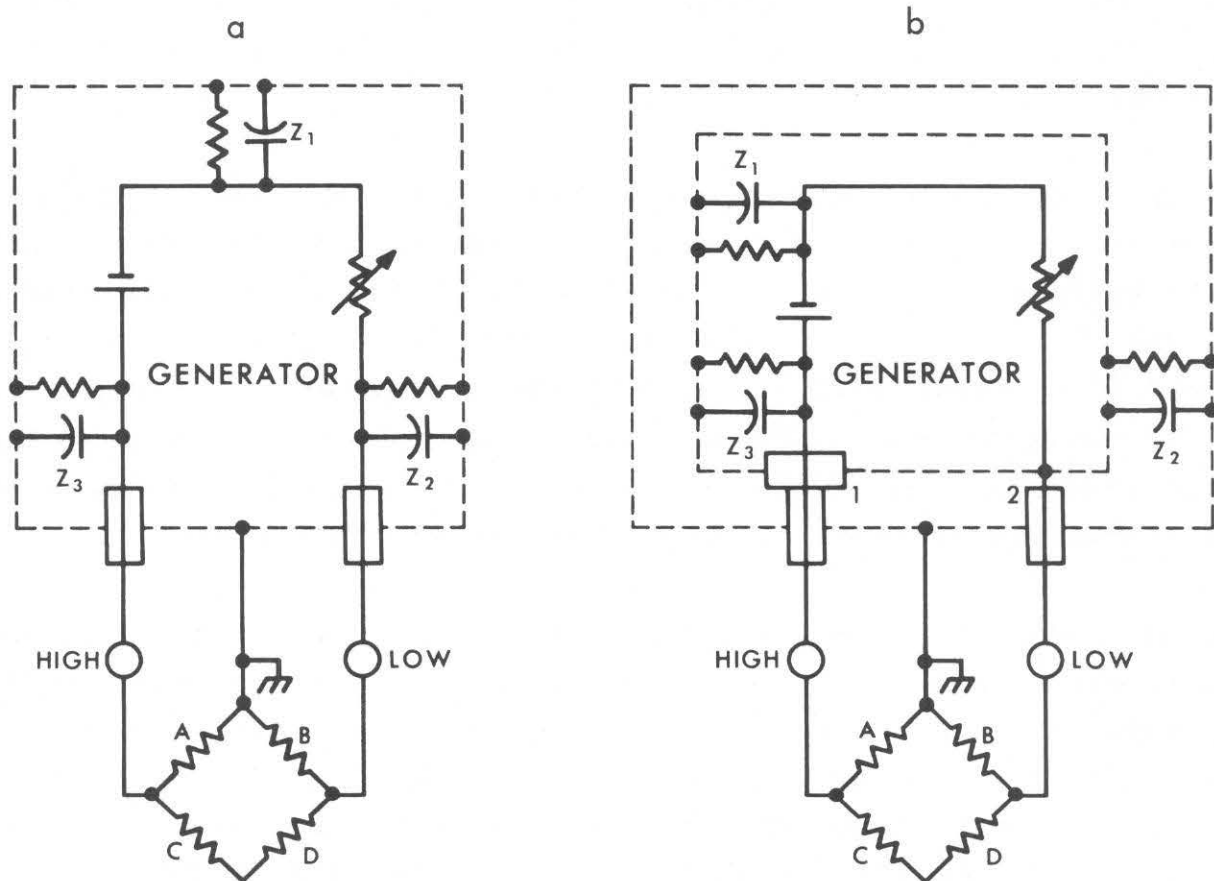 a
Z1
GENERATOR
Z3
Z2
HIGH
LOW
A
B
C
D
b
Z1
GENERATOR
Z3
Z2
1
2
HIGH
LOW
A
B
C
D